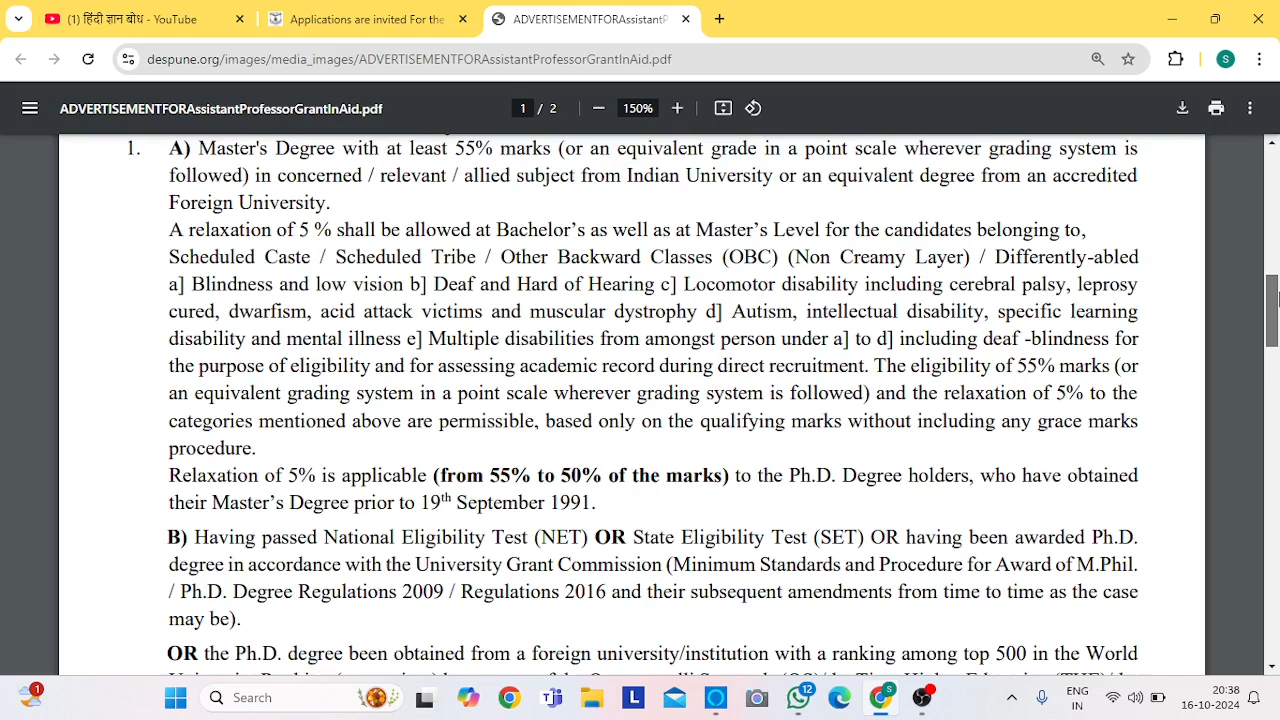 (1) हिंदी ज्ञान बोध - YouTube
Applications are invited For the
ADVERTISEMENTFORAssistantP
despune.org/images/media_images/ADVERTISEMENTFORAssistantProfessorGrantInAid.pdf
S
ADVERTISEMENTFORAssistantProfessorGrantInAid.pdf
1 / 2
150%
1. A) Master's Degree with at least 55% marks (or an equivalent grade in a point scale wherever grading system is
followed) in concerned / relevant / allied subject from Indian University or an equivalent degree from an accredited
Foreign University.
A relaxation of 5 % shall be allowed at Bachelor’s as well as at Master’s Level for the candidates belonging to,
Scheduled Caste / Scheduled Tribe / Other Backward Classes (OBC) (Non Creamy Layer) / Differently-abled
a] Blindness and low vision b] Deaf and Hard of Hearing c] Locomotor disability including cerebral palsy, leprosy
cured, dwarfism, acid attack victims and muscular dystrophy d] Autism, intellectual disability, specific learning
disability and mental illness e] Multiple disabilities from amongst person under a] to d] including deaf -blindness for
the purpose of eligibility and for assessing academic record during direct recruitment. The eligibility of 55% marks (or
an equivalent grading system in a point scale wherever grading system is followed) and the relaxation of 5% to the
categories mentioned above are permissible, based only on the qualifying marks without including any grace marks
procedure.
Relaxation of 5% is applicable (from 55% to 50% of the marks) to the Ph.D. Degree holders, who have obtained
their Master’s Degree prior to 19th September 1991.
B) Having passed National Eligibility Test (NET) OR State Eligibility Test (SET) OR having been awarded Ph.D.
degree in accordance with the University Grant Commission (Minimum Standards and Procedure for Award of M.Phil.
/ Ph.D. Degree Regulations 2009 / Regulations 2016 and their subsequent amendments from time to time as the case
may be).
OR the Ph.D. degree been obtained from a foreign university/institution with a ranking among top 500 in the World
1
Search
L
12
S
ENG
IN
20:38
16-10-2024